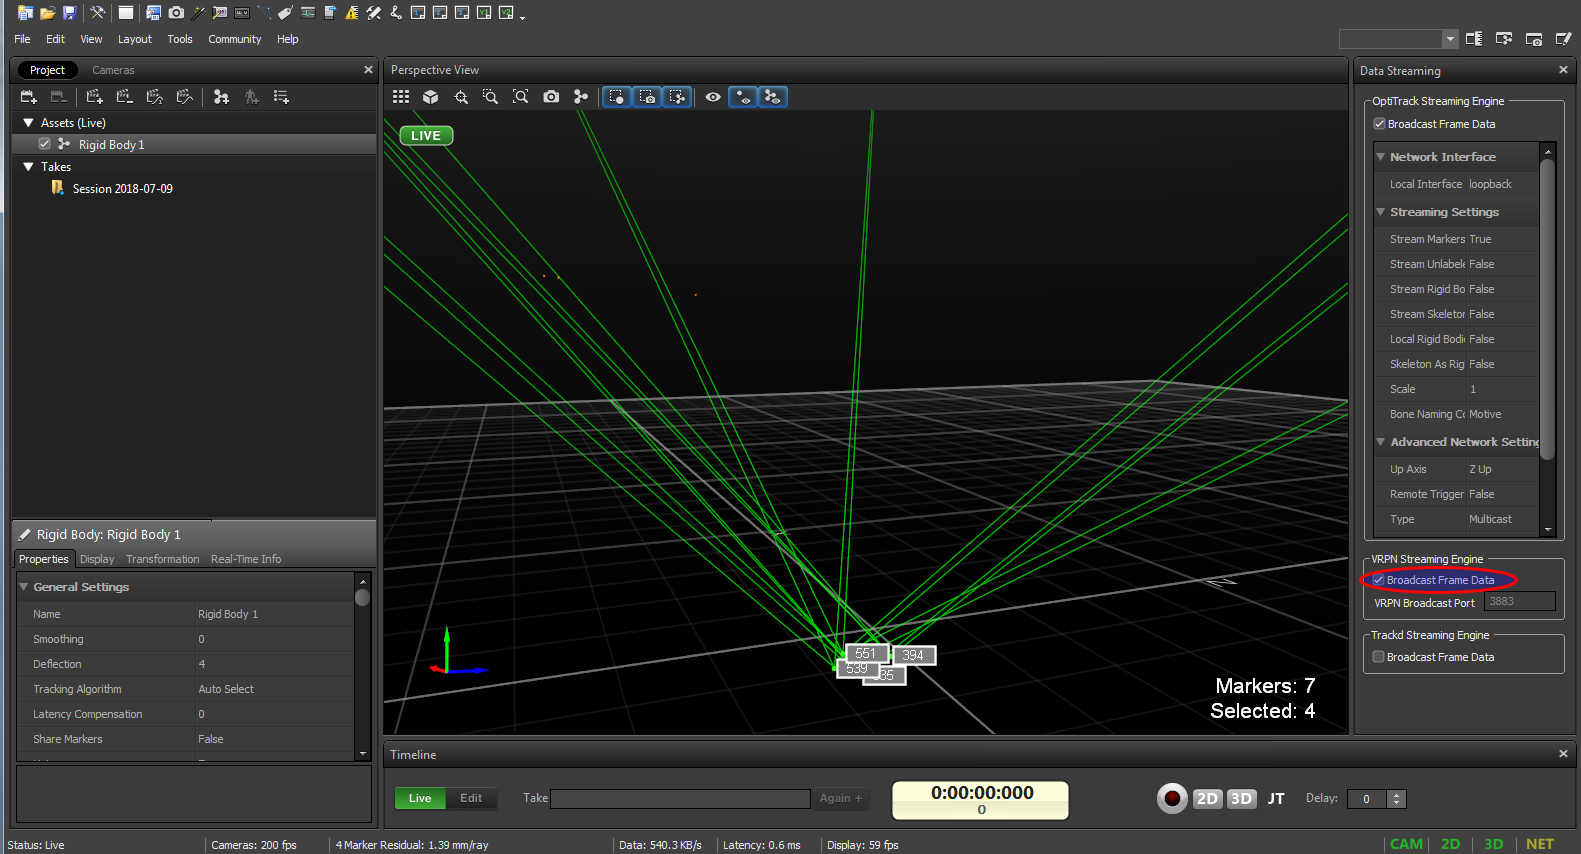 File Edit View Layout Tools Community Help
Project Cameras
Assets (Live)
Rigid Body 1
Takes
Session 2018-07-09
Rigid Body: Rigid Body 1
Properties Display Transformation Real-Time Info
General Settings
Name Rigid Body 1
Smoothing 0
Deflection 4
Tracking Algorithm Auto Select
Latency Compensation 0
Share Markers False
Perspective View
LIVE
551
394
539
Markers: 7
Selected: 4
Data Streaming
OptiTrack Streaming Engine
Broadcast Frame Data
Network Interface
Local Interface loopback
Streaming Settings
Stream Markers True
Stream Unlabele False
Stream Rigid Bo False
Stream Skeleton False
Local Rigid Bodi False
Skeleton As Rig False
Scale 1
Bone Naming Co Motive
Advanced Network Setting
Up Axis Z Up
Remote Trigger False
Type Multicast
VRPN Streaming Engine
Broadcast Frame Data
VRPN Broadcast Port 3883
Trackd Streaming Engine
Broadcast Frame Data
Timeline
Live Edit Take Again + 0:00:00:000 2D 3D JT Delay: 0
0
Status: Live Cameras: 200 fps 4 Marker Residual: 1.39 mm/ray Data: 540.3 KB/s Latency: 0.6 ms Display: 59 fps CAM 2D 3D NET